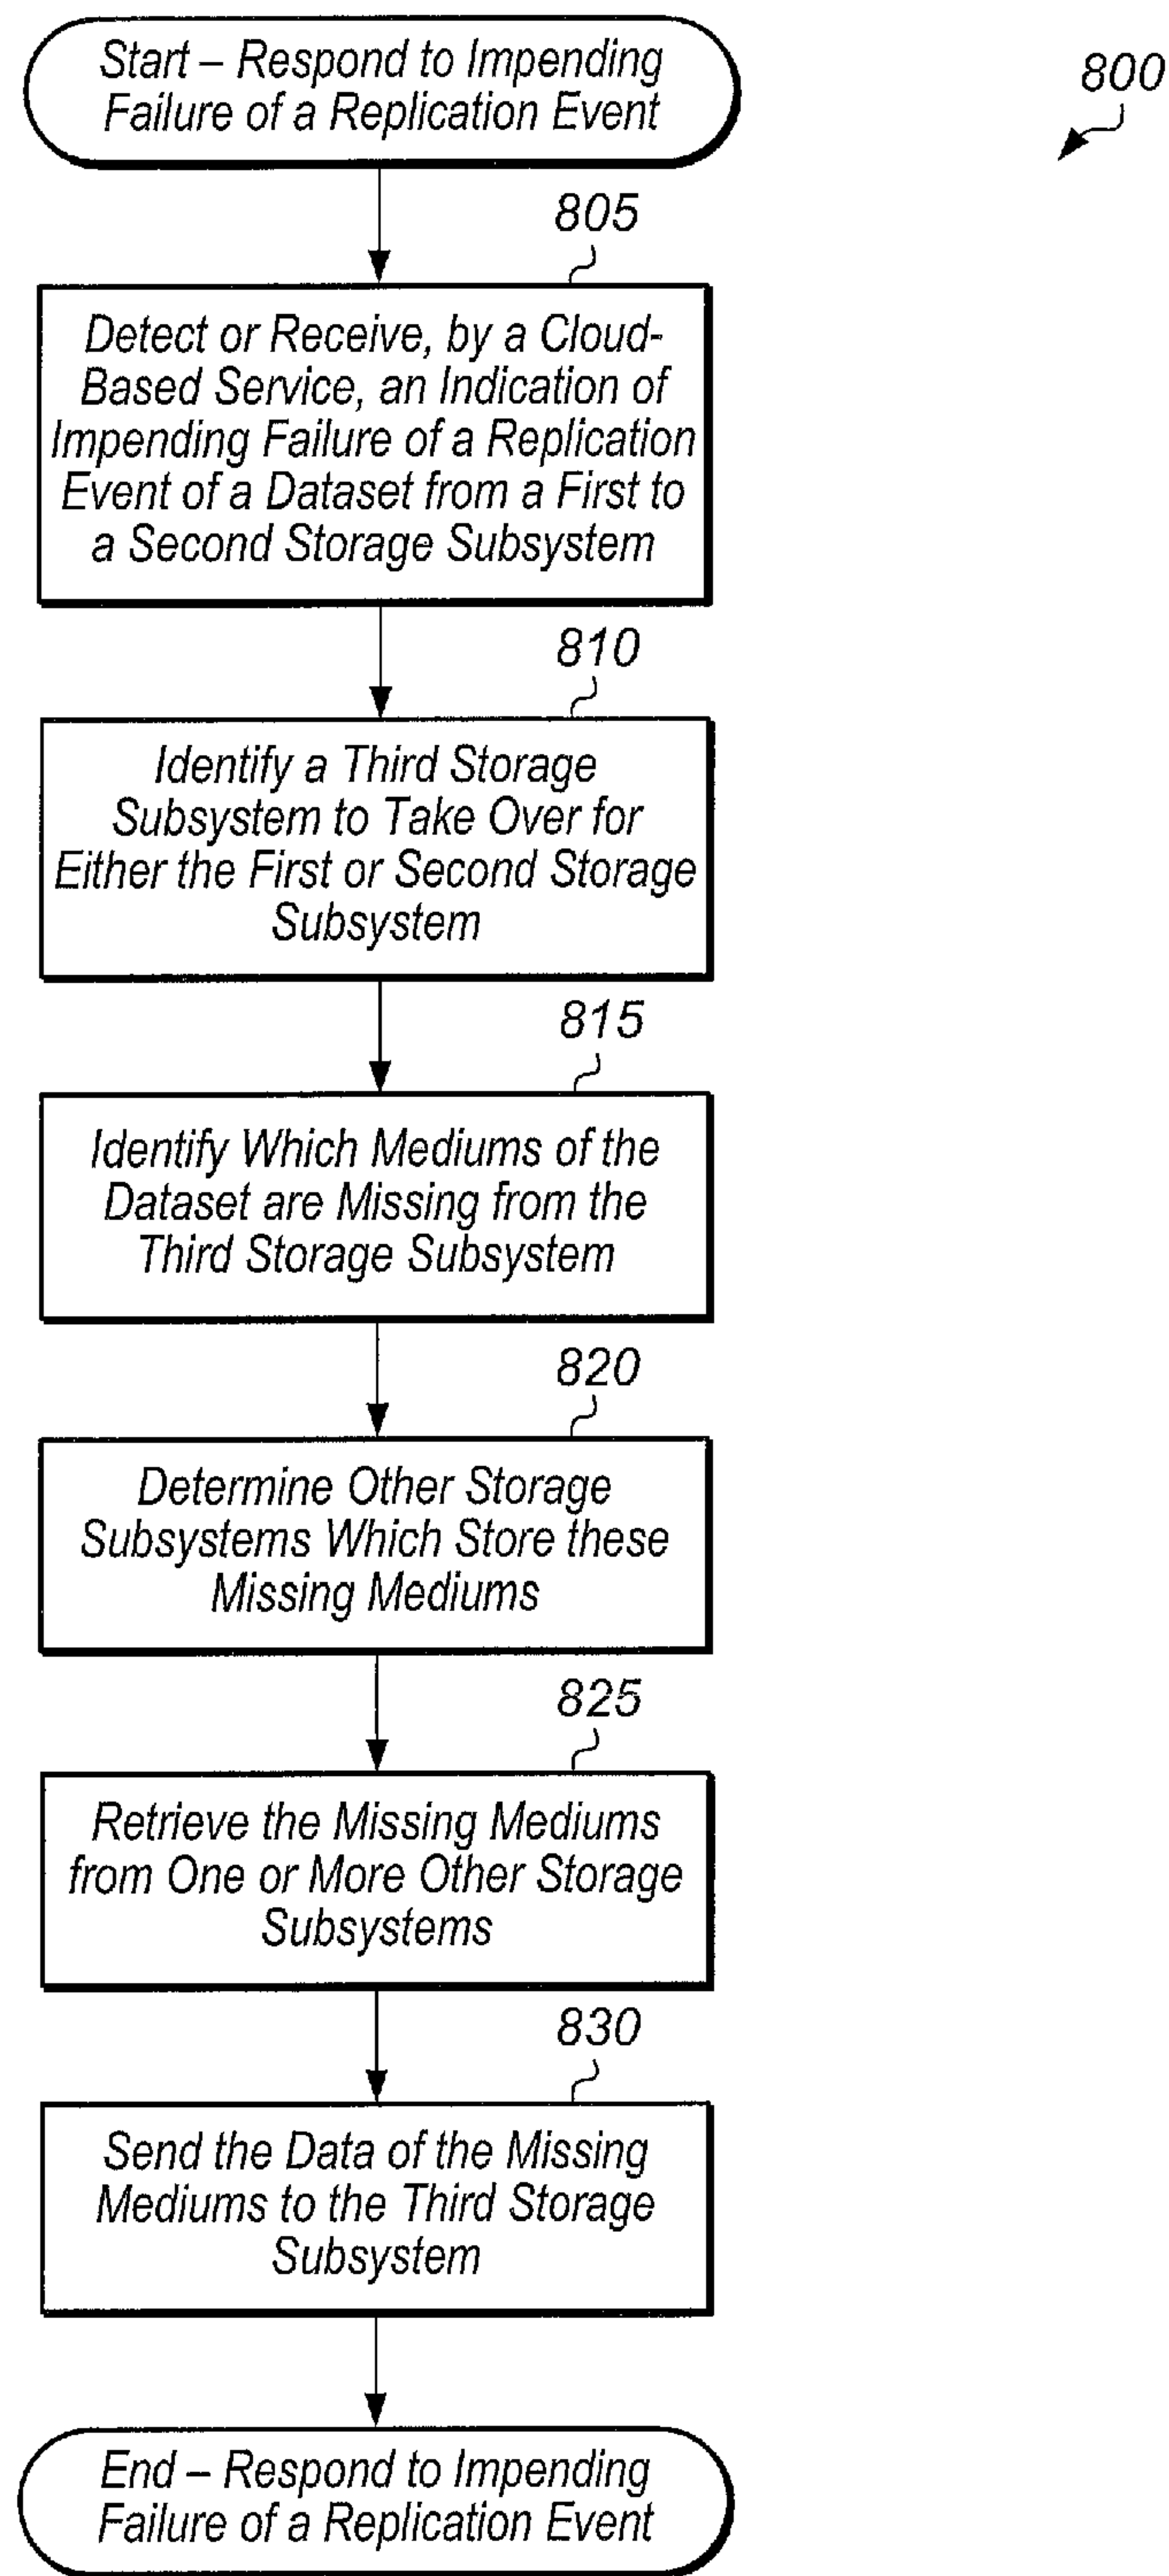 Start – Respond to Impending
Failure of a Replication Event
800
805
Detect or Receive, by a Cloud-
Based Service, an Indication of
Impending Failure of a Replication
Event of a Dataset from a First to
a Second Storage Subsystem
810
Identify a Third Storage
Subsystem to Take Over for
Either the First or Second Storage
Subsystem
815
Identify Which Mediums of the
Dataset are Missing from the
Third Storage Subsystem
820
Determine Other Storage
Subsystems Which Store these
Missing Mediums
825
Retrieve the Missing Mediums
from One or More Other Storage
Subsystems
830
Send the Data of the Missing
Mediums to the Third Storage
Subsystem
End – Respond to Impending
Failure of a Replication Event